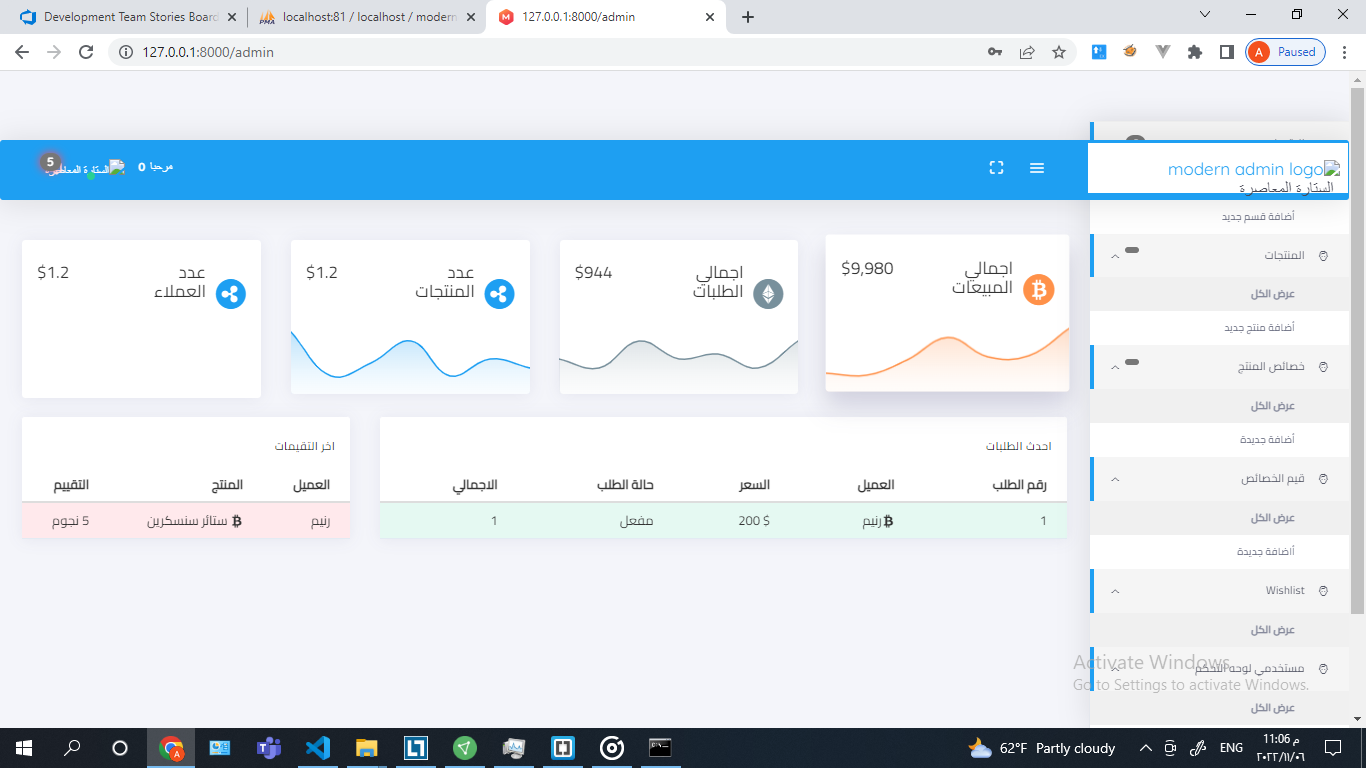 Development Team Stories Board
localhost:81 / localhost / modern
127.0.0.1:8000/admin
127.0.0.1:8000/admin
A
Paused
5
الستارة المعاصرة
مرحبا 0
modern admin logo
الستارة المعاصرة
أضافة قسم جديد
المنتجات
عرض الكل
أضافة منتج جديد
خصائص المنتج
عرض الكل
أضافة جديدة
قيم الخصائص
عرض الكل
أاضافة جديدة
Wishlist
عرض الكل
مستخدمي لوحه التحكم
عرض الكل
اجمالي
المبيعات
$9,980
اجمالي
الطلبات
$944
عدد
المنتجات
$1.2
عدد
العملاء
$1.2
احدث الطلبات
رقم الطلب العميل السعر حالة الطلب الاجمالي
1 رنيم $ 200 مفعل 1
اخر التقيمات
العميل المنتج التقييم
رنيم ستائر سنسكرين 5 نجوم
Activate Windows
Go to Settings to activate Windows.
62°F Partly cloudy
ENG
11:06 م
٢٠٢٢/١١/٠٦